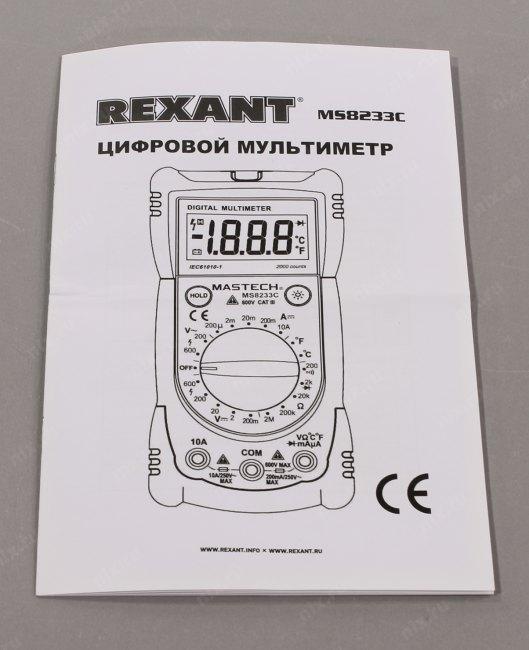 REXANT® MS8233C
ЦИФРОВОЙ МУЛЬТИМЕТР
DIGITAL MULTIMETER
H
-1.8.8.8
°C
°F
IEC61010-1 2000 counts
HOLD
MASTECH®
MS8233C
600V CAT III
CE
V~ 200µ 2m 20m 200m A
10A
200
°F
600
°C
OFF
200
600
2k
200
20k
20
Ω
V 2 200m 2M 200k
10A COM VΩ°C°F
mAµA
10A/250V
MAX
600V MAX
200mA/250V
MAX
CE
WWW.REXANT.INFO × WWW.REXANT.RU